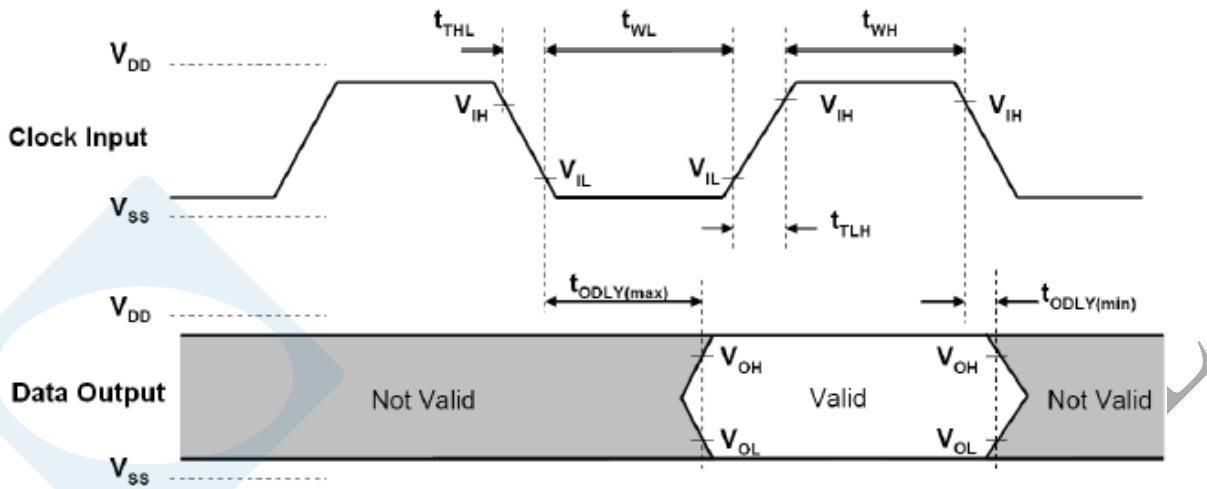 tTHL tWL tWH
VDD
VIH VIH VIH
Clock Input
VIL VIL
VSS
tTLH
tODLY(max) tODLY(min)
VDD
VOH VOH
Data Output Not Valid Valid Not Valid
VOL VOL
VSS